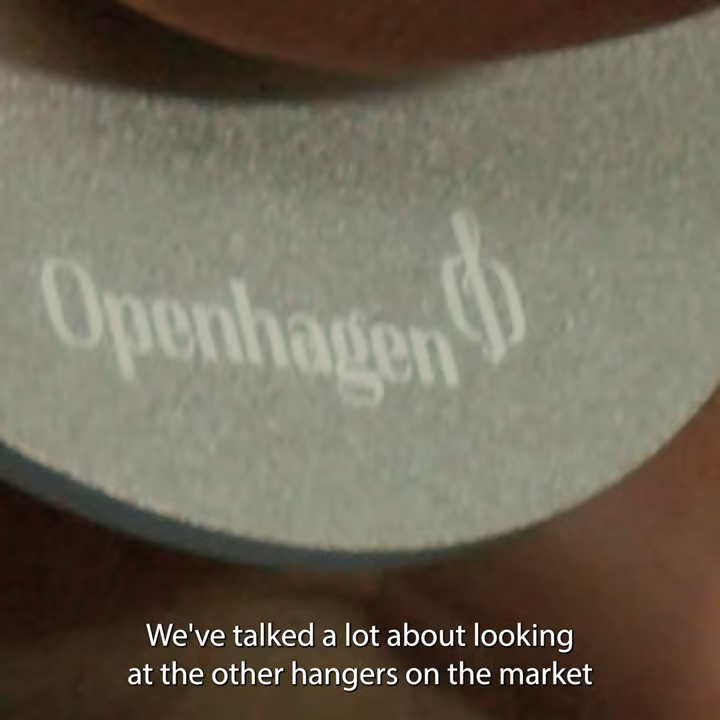 Openhagen
We've talked a lot about looking
at the other hangers on the market